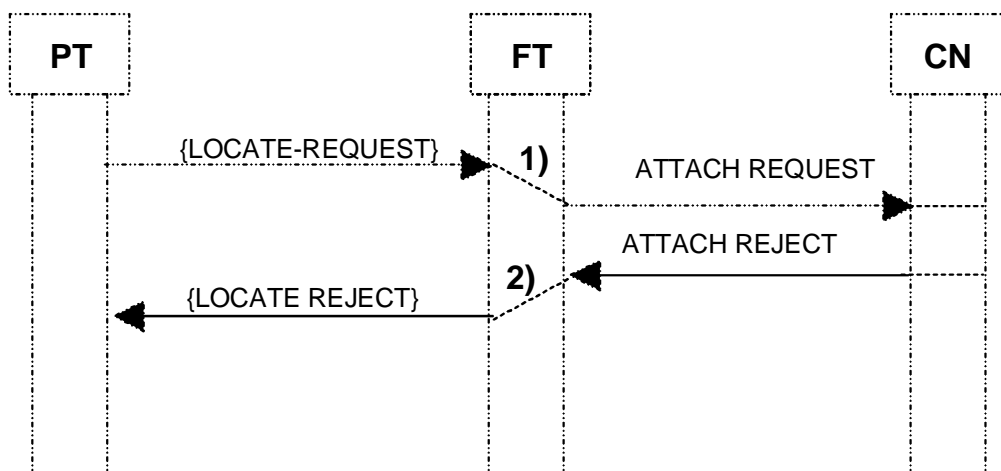 PT
FT
CN
{LOCATE-REQUEST}
1)
ATTACH REQUEST
ATTACH REJECT
2)
{LOCATE REJECT}